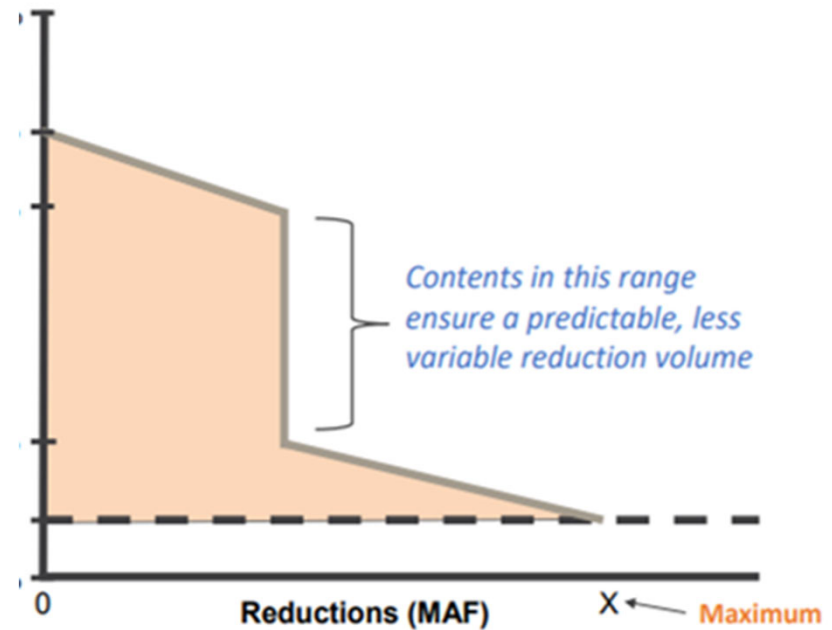 Contents in this range
ensure a predictable, less
variable reduction volume
0
Reductions (MAF)
X
Maximum